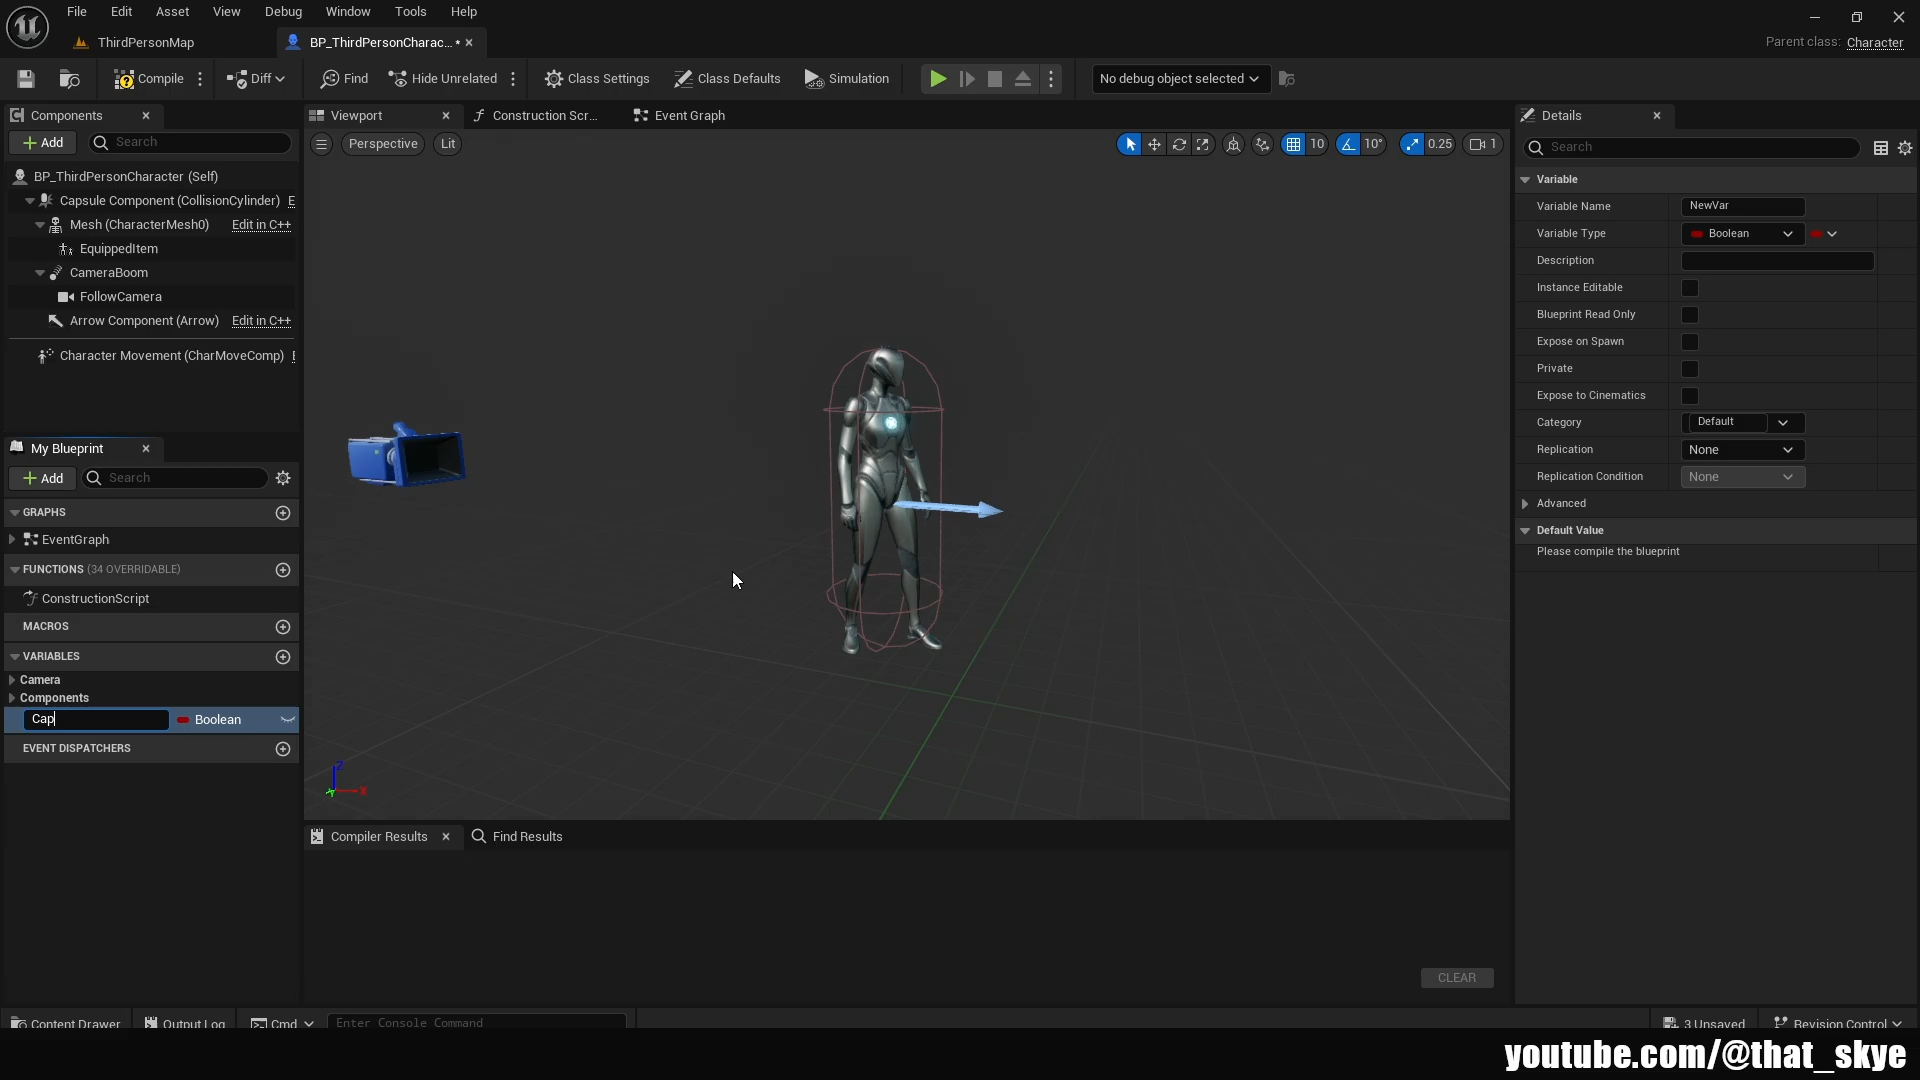 File Edit Asset View Debug Window Tools Help
ThirdPersonMap
BP_ThirdPersonCharac... *
Parent class: Character
Compile
Diff
Find
Hide Unrelated
Class Settings
Class Defaults
Simulation
No debug object selected
Components
Add
Search
BP_ThirdPersonCharacter (Self)
Capsule Component (CollisionCylinder) E
Mesh (CharacterMesh0) Edit in C++
EquippedItem
CameraBoom
FollowCamera
Arrow Component (Arrow) Edit in C++
Character Movement (CharMoveComp)
My Blueprint
Add
Search
GRAPHS
EventGraph
FUNCTIONS (34 OVERRIDABLE)
ConstructionScript
MACROS
VARIABLES
Camera
Components
Cap Boolean
EVENT DISPATCHERS
Viewport
Construction Scr...
Event Graph
Perspective
Lit
10
10°
0.25
1
Z
X
Compiler Results
Find Results
CLEAR
Details
Search
Variable
Variable Name NewVar
Variable Type Boolean
Description
Instance Editable
Blueprint Read Only
Expose on Spawn
Private
Expose to Cinematics
Category Default
Replication None
Replication Condition None
Advanced
Default Value
Please compile the blueprint
Content Drawer
Output Log
Cmd
Enter Console Command
3 Unsaved
Revision Control
youtube.com/@that_skye